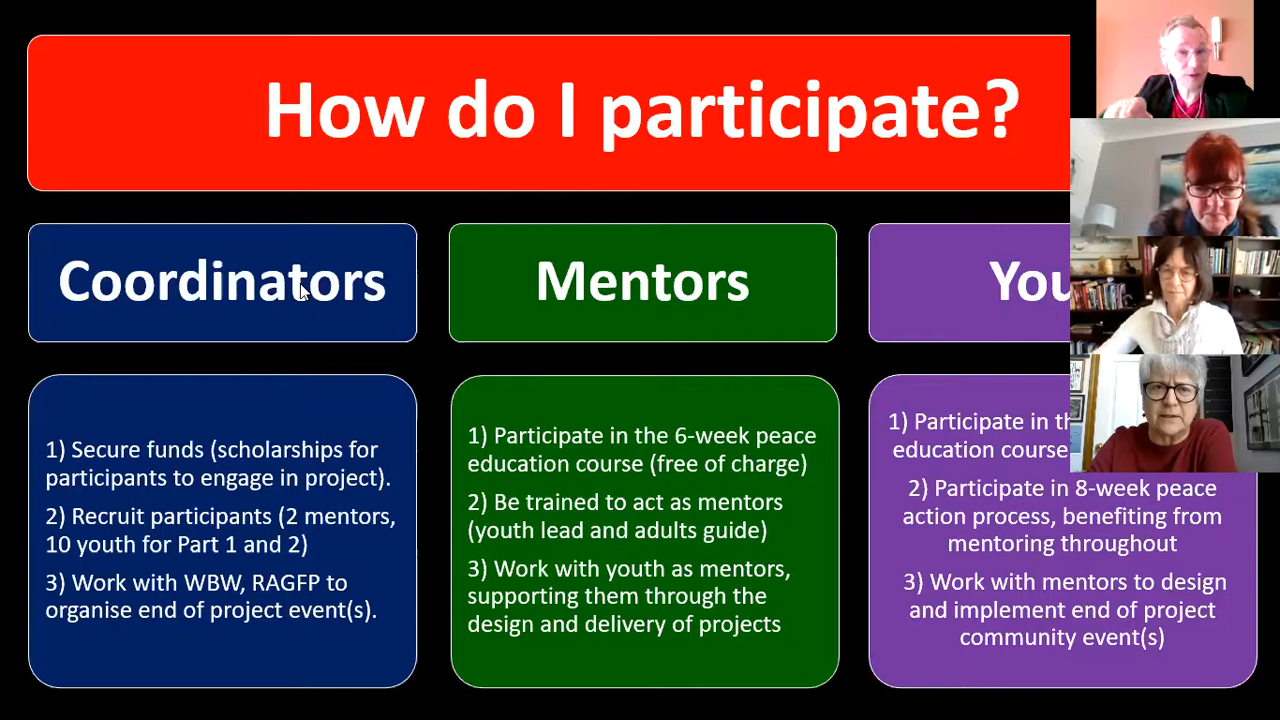 How do I participate?
Coordinators
Mentors
You
1) Secure funds (scholarships for
participants to engage in project).
2) Recruit participants (2 mentors,
10 youth for Part 1 and 2)
3) Work with WBW, RAGFP to
organise end of project event(s).
1) Participate in the 6-week peace
education course (free of charge)
2) Be trained to act as mentors
(youth lead and adults guide)
3) Work with youth as mentors,
supporting them through the
design and delivery of projects
1) Participate in th
education course
2) Participate in 8-week peace
action process, benefiting from
mentoring throughout
3) Work with mentors to design
and implement end of project
community event(s)